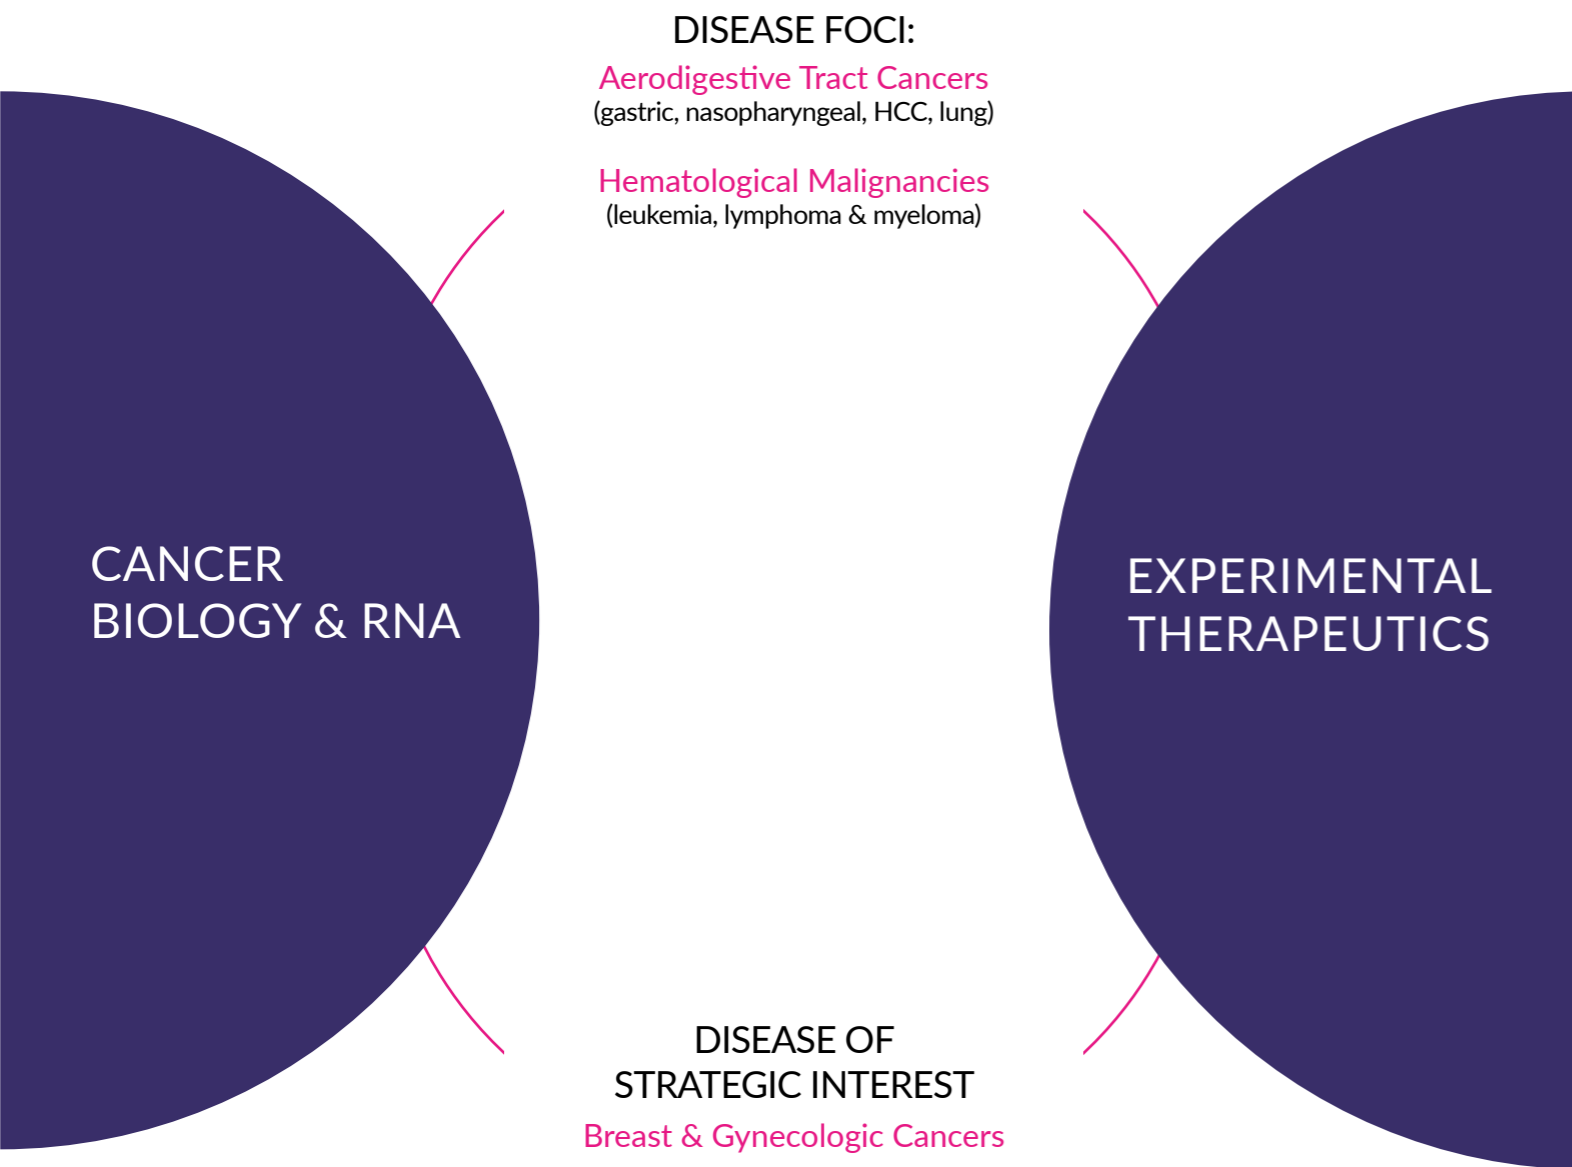 DISEASE FOCI:
Aerodigestive Tract Cancers
(gastric, nasopharyngeal, HCC, lung)
Hematological Malignancies
(leukemia, lymphoma & myeloma)
CANCER
BIOLOGY & RNA
EXPERIMENTAL
THERAPEUTICS
DISEASE OF
STRATEGIC INTEREST
Breast & Gynecologic Cancers